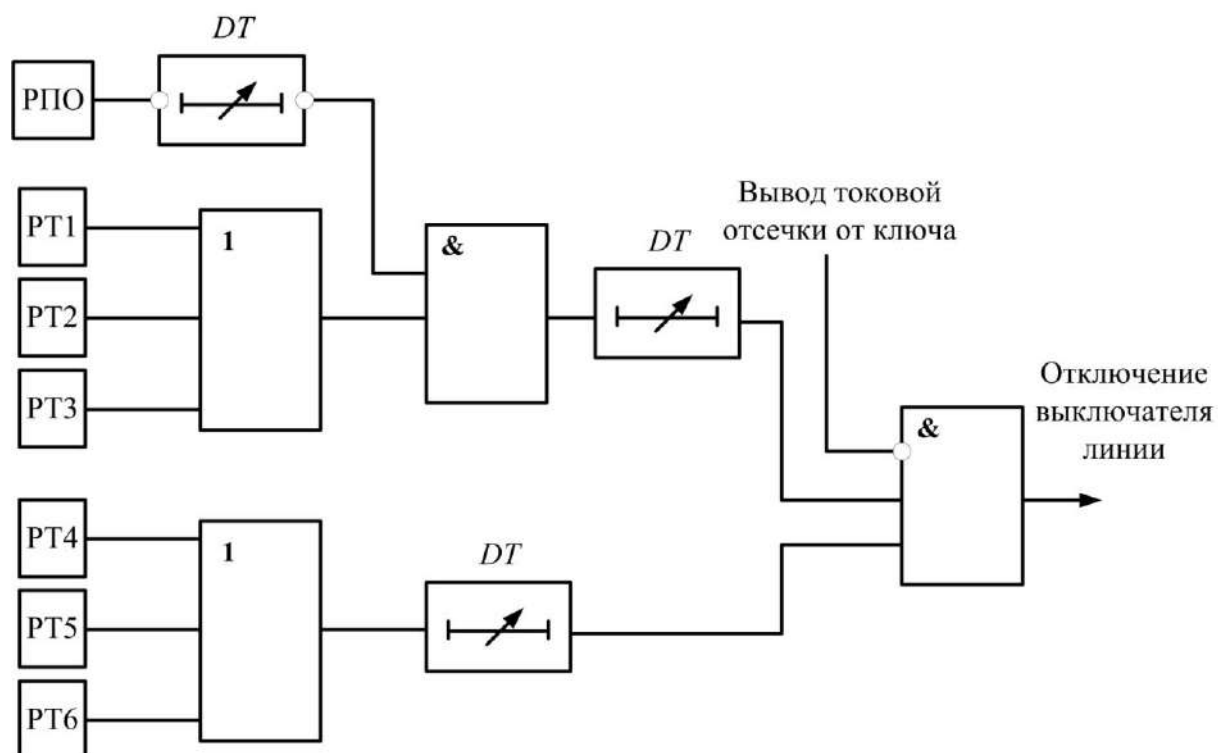 DT
РПО
РТ1
1
РТ2
РТ3
&
DT
Вывод токовой
отсечки от ключа
Отключение
выключателя
линии
&
РТ4
1
РТ5
РТ6
DT